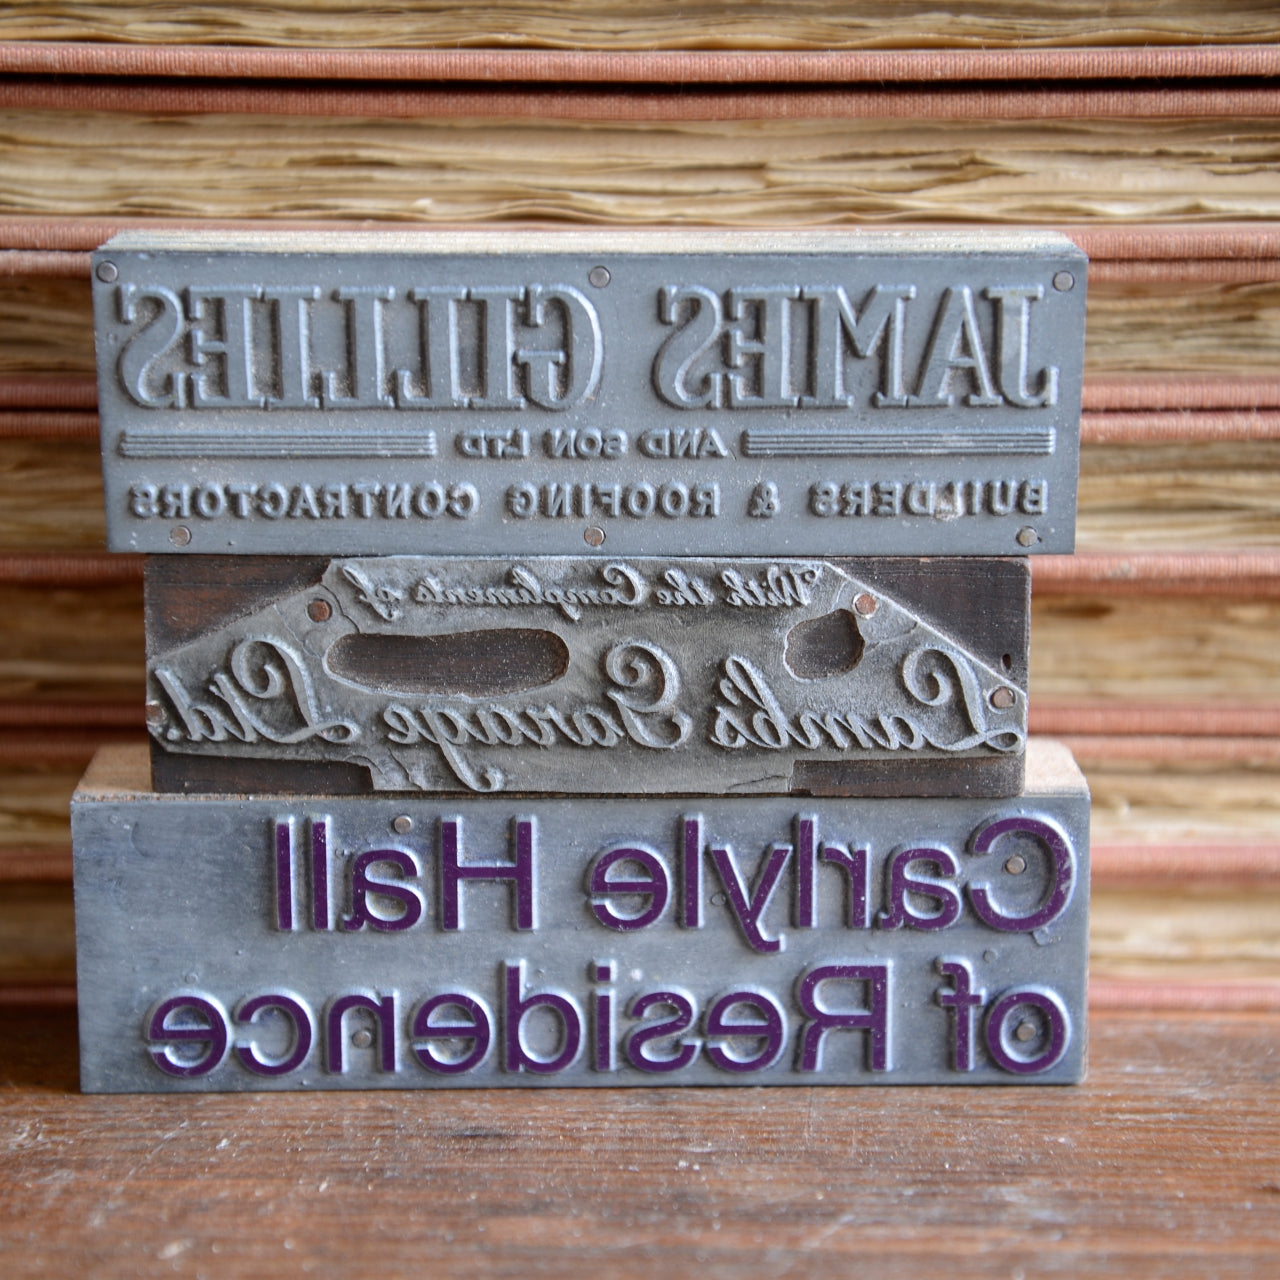 JAMES GILLIES
AND SON LTD
BUILDERS & ROOFING CONTRACTORS
With the Compliments of
Lamb's Garage Ltd.
Carlyle Hall
of Residence